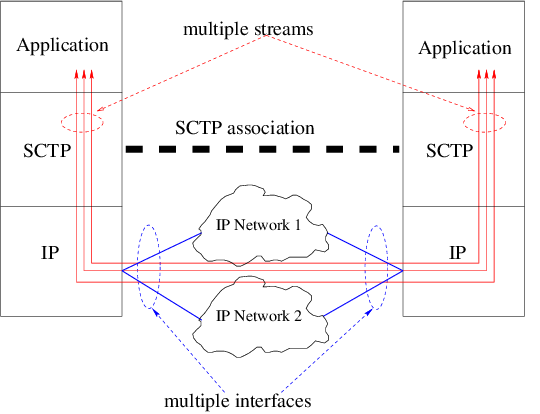 multiple streams
Application
Application
SCTP association
SCTP
SCTP
IP Network 1
IP
IP
IP Network 2
multiple interfaces